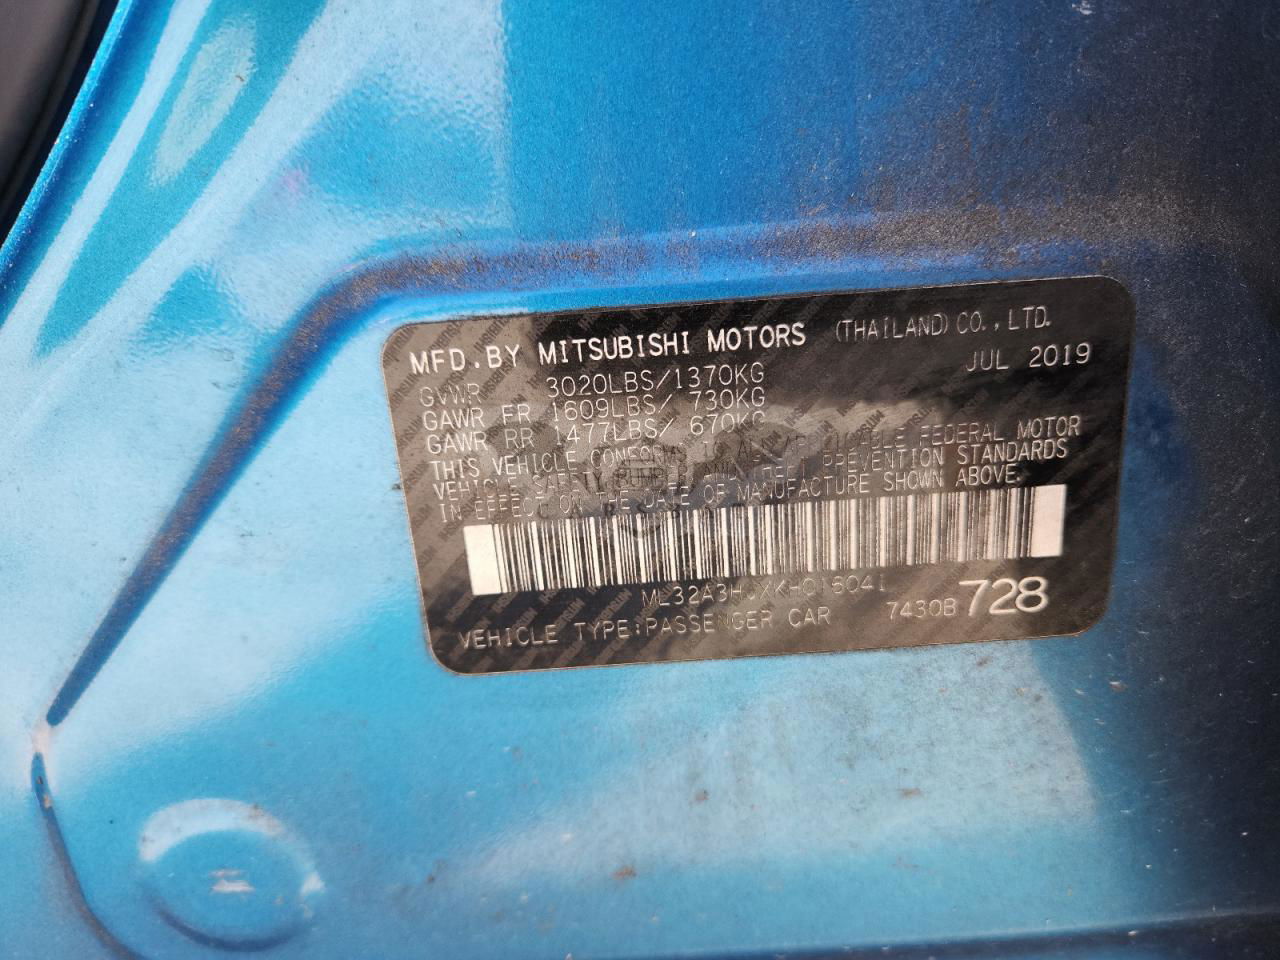 MFD.BY MITSUBISHI MOTORS (THAILAND) CO.,LTD.
JUL 2019
GVWR 3020LBS/1370KG
GAWR FR 1609LBS/ 730KG
GAWR RR 1477LBS/ 670KG
THIS VEHICLE CONFORMS TO ALL APPLICABLE FEDERAL MOTOR
VEHICLE SAFETY, BUMPER, AND THEFT PREVENTION STANDARDS
IN EFFECT ON THE DATE OF MANUFACTURE SHOWN ABOVE.
7430B 728
VEHICLE TYPE:PASSENGER CAR